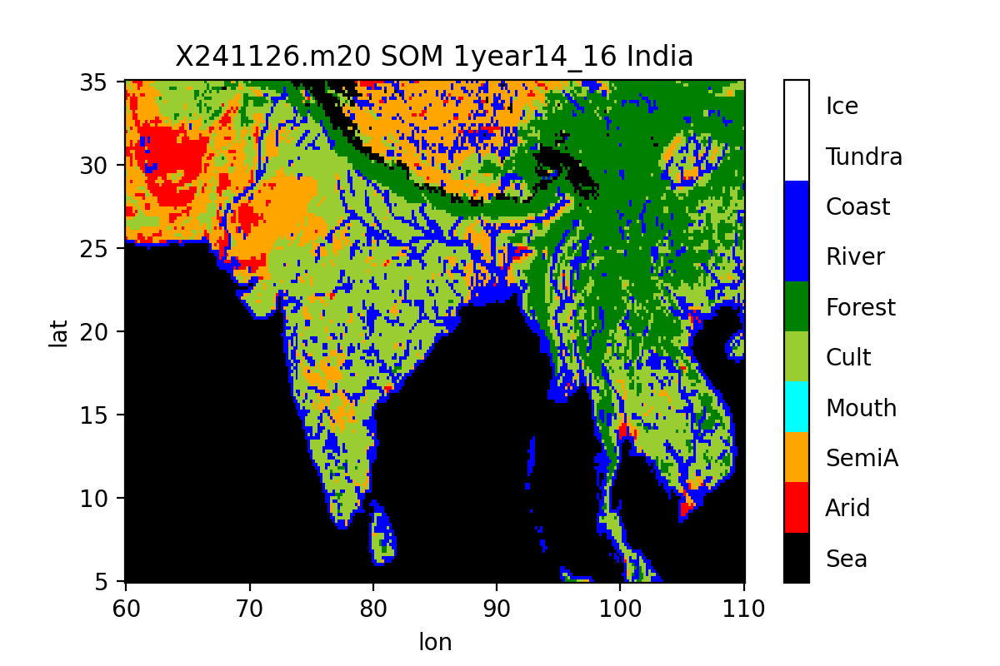 X241126.m20 SOM 1year14_16 India
35
30
25
20
15
10
5
lat
60 70 80 90 100 110
lon
Ice
Tundra
Coast
River
Forest
Cult
Mouth
SemiA
Arid
Sea